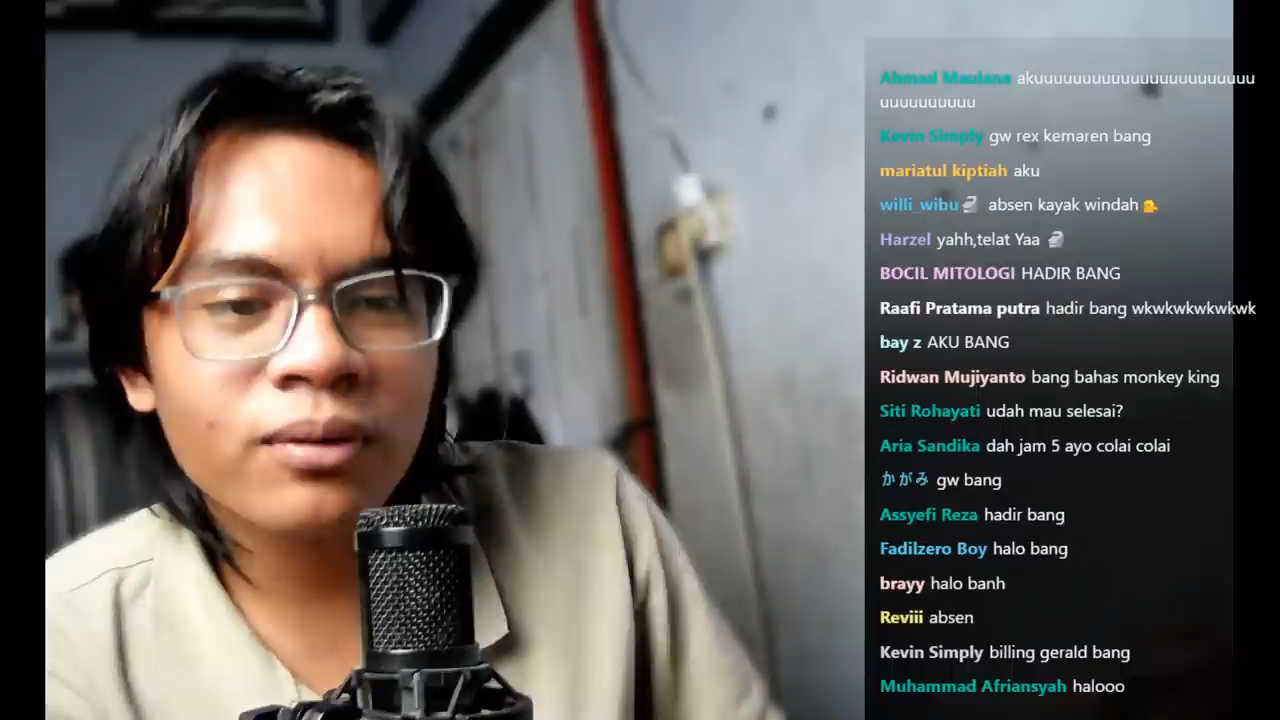 Ahmad Maulana akuuuuuuuuuuuuuuuuuuuuuuu
uuuuuuuuuu
Kevin Simply gw rex kemaren bang
mariatul kiptiah aku
willi_wibu🗿 absen kayak windah🙋
Harzel yahh,telat Yaa 🗿
BOCIL MITOLOGI HADIR BANG
Raafi Pratama putra hadir bang wkwkwkwkwkwk
bay z AKU BANG
Ridwan Mujiyanto bang bahas monkey king
Siti Rohayati udah mau selesai?
Aria Sandika dah jam 5 ayo colai colai
かがみ gw bang
Assyefi Reza hadir bang
Fadilzero Boy halo bang
brayy halo banh
Reviii absen
Kevin Simply billing gerald bang
Muhammad Afriansyah halooo